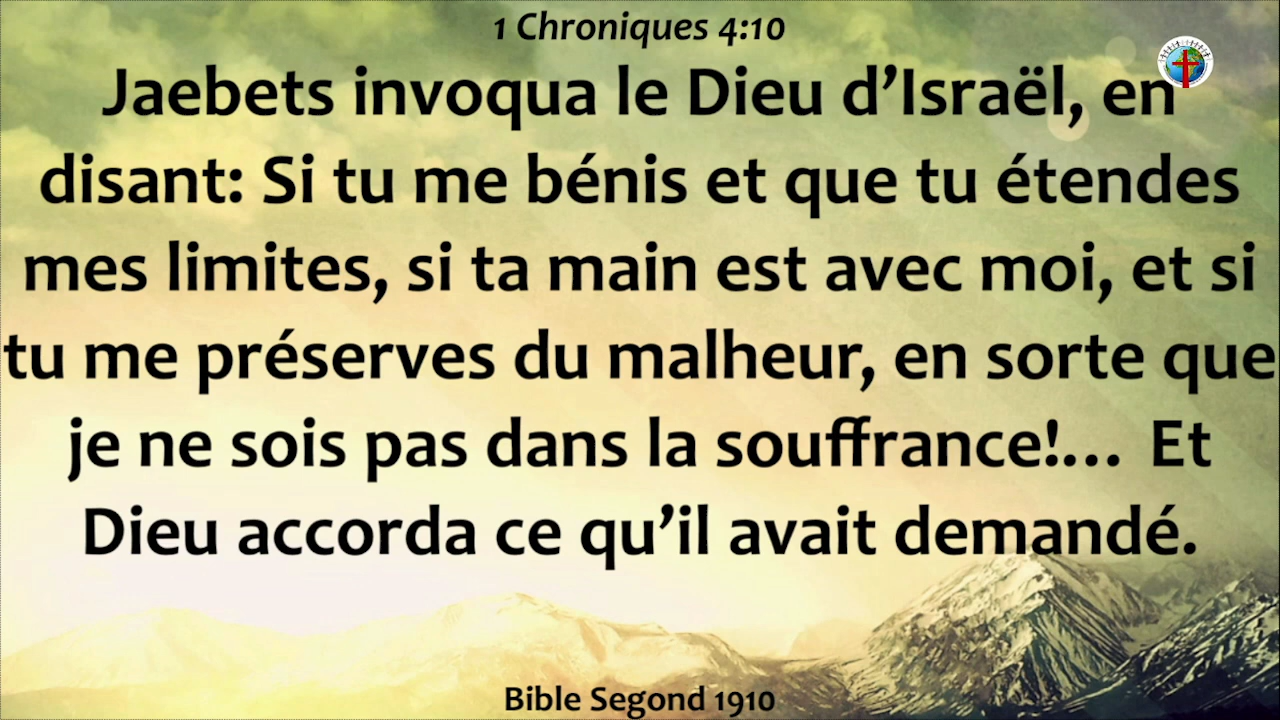 1 Chroniques 4:10
Jaebets invoqua le Dieu d’Israël, en
disant: Si tu me bénis et que tu étendes
mes limites, si ta main est avec moi, et si
tu me préserves du malheur, en sorte que
je ne sois pas dans la souffrance!… Et
Dieu accorda ce qu’il avait demandé.
Bible Segond 1910